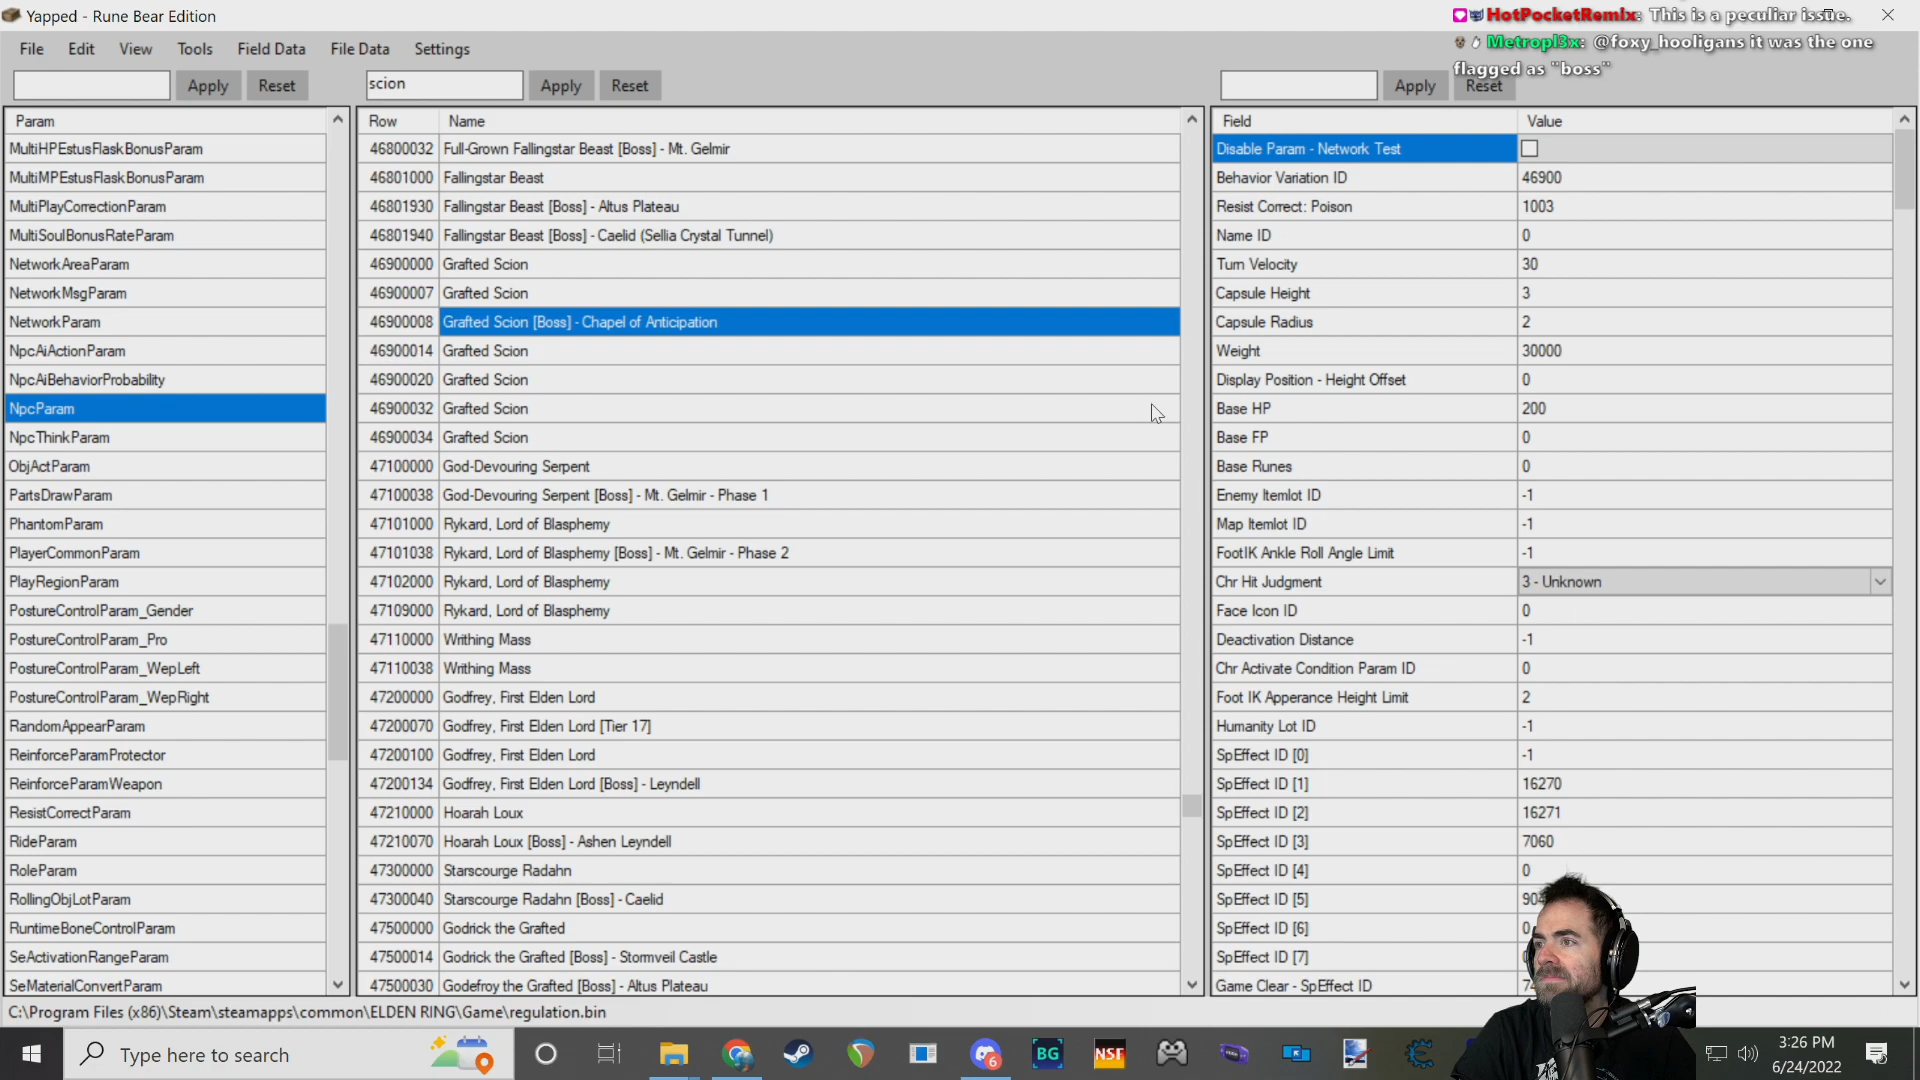 Yapped - Rune Bear Edition
HotPocketRemix: This is a peculiar issue.
Metropl3x: @foxy_hooligans it was the one
flagged as "boss"
File Edit View Tools Field Data File Data Settings
Apply Reset scion Apply Reset Apply Reset
Param
MultiHPEstusFlaskBonusParam
MultiMPEstusFlaskBonusParam
MultiPlayCorrectionParam
MultiSoulBonusRateParam
NetworkAreaParam
NetworkMsgParam
NetworkParam
NpcAiActionParam
NpcAiBehaviorProbability
NpcParam
NpcThinkParam
ObjActParam
PartsDrawParam
PhantomParam
PlayerCommonParam
PlayRegionParam
PostureControlParam_Gender
PostureControlParam_Pro
PostureControlParam_WepLeft
PostureControlParam_WepRight
RandomAppearParam
ReinforceParamProtector
ReinforceParamWeapon
ResistCorrectParam
RideParam
RoleParam
RollingObjLotParam
RuntimeBoneControlParam
SeActivationRangeParam
SeMaterialConvertParam
Row Name
46800032 Full-Grown Fallingstar Beast [Boss] - Mt. Gelmir
46801000 Fallingstar Beast
46801930 Fallingstar Beast [Boss] - Altus Plateau
46801940 Fallingstar Beast [Boss] - Caelid (Sellia Crystal Tunnel)
46900000 Grafted Scion
46900007 Grafted Scion
46900008 Grafted Scion [Boss] - Chapel of Anticipation
46900014 Grafted Scion
46900020 Grafted Scion
46900032 Grafted Scion
46900034 Grafted Scion
47100000 God-Devouring Serpent
47100038 God-Devouring Serpent [Boss] - Mt. Gelmir - Phase 1
47101000 Rykard, Lord of Blasphemy
47101038 Rykard, Lord of Blasphemy [Boss] - Mt. Gelmir - Phase 2
47102000 Rykard, Lord of Blasphemy
47109000 Rykard, Lord of Blasphemy
47110000 Writhing Mass
47110038 Writhing Mass
47200000 Godfrey, First Elden Lord
47200070 Godfrey, First Elden Lord [Tier 17]
47200100 Godfrey, First Elden Lord
47200134 Godfrey, First Elden Lord [Boss] - Leyndell
47210000 Hoarah Loux
47210070 Hoarah Loux [Boss] - Ashen Leyndell
47300000 Starscourge Radahn
47300040 Starscourge Radahn [Boss] - Caelid
47500000 Godrick the Grafted
47500014 Godrick the Grafted [Boss] - Stormveil Castle
47500030 Godefroy the Grafted [Boss] - Altus Plateau
Field Value
Disable Param - Network Test
Behavior Variation ID 46900
Resist Correct: Poison 1003
Name ID 0
Turn Velocity 30
Capsule Height 3
Capsule Radius 2
Weight 30000
Display Position - Height Offset 0
Base HP 200
Base FP 0
Base Runes 0
Enemy Itemlot ID -1
Map Itemlot ID -1
FootIK Ankle Roll Angle Limit -1
Chr Hit Judgment 3 - Unknown
Face Icon ID 0
Deactivation Distance -1
Chr Activate Condition Param ID 0
Foot IK Apperance Height Limit 2
Humanity Lot ID -1
SpEffect ID [0] -1
SpEffect ID [1] 16270
SpEffect ID [2] 16271
SpEffect ID [3] 7060
SpEffect ID [4] 0
SpEffect ID [5]
SpEffect ID [6] 0
SpEffect ID [7]
Game Clear - SpEffect ID
C:\Program Files (x86)\Steam\steamapps\common\ELDEN RING\Game\regulation.bin
Type here to search
6
BG
NSF
3:26 PM
6/24/2022